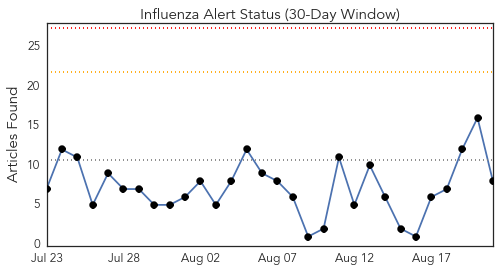 Influenza Alert Status (30-Day Window)
Articles Found
25
20
15
10
5
0
Jul 23 Jul 28 Aug 02 Aug 07 Aug 12 Aug 17